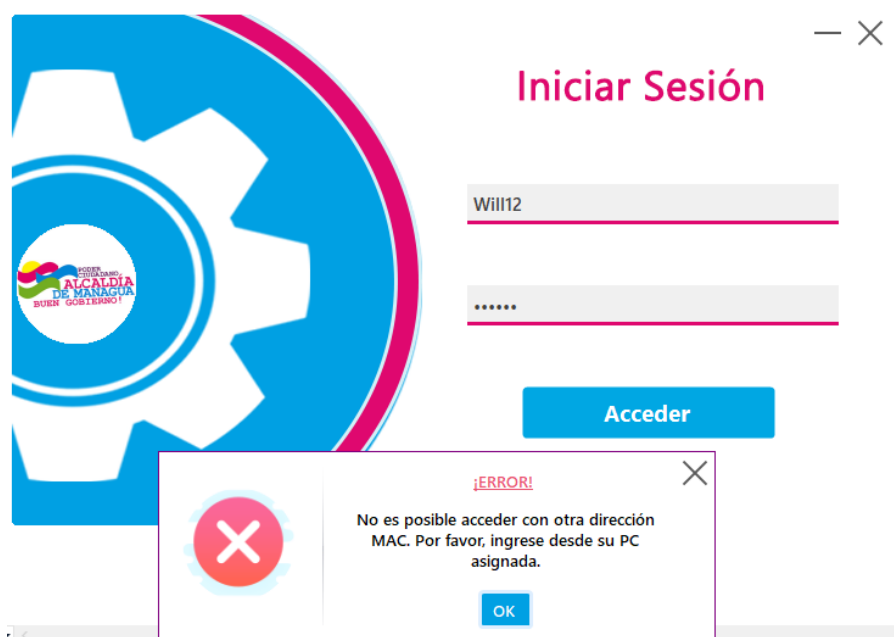 Iniciar Sesión
Will12
PODER
CIUDADANO,
ALCALDÍA
DE MANAGUA
BUEN GOBIERNO!
••••••
Acceder
¡ERROR!
No es posible acceder con otra dirección
MAC. Por favor, ingrese desde su PC
asignada.
OK